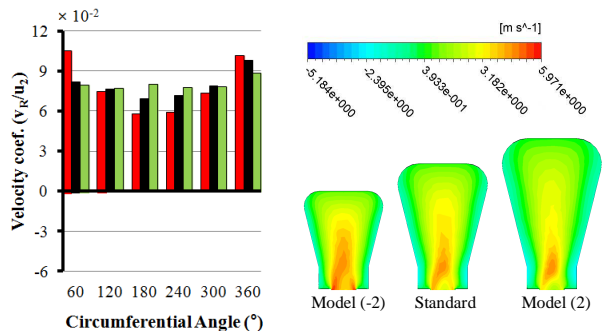 × 10⁻²
12
9
6
3
0
-3
-6
Velocity coef. (vR/u2)
60 120 180 240 300 360
Circumferential Angle (°)
[m s^-1]
-5.184e+000
-2.395e+000
3.933e-001
3.182e+000
5.971e+000
Model (-2) Standard Model (2)